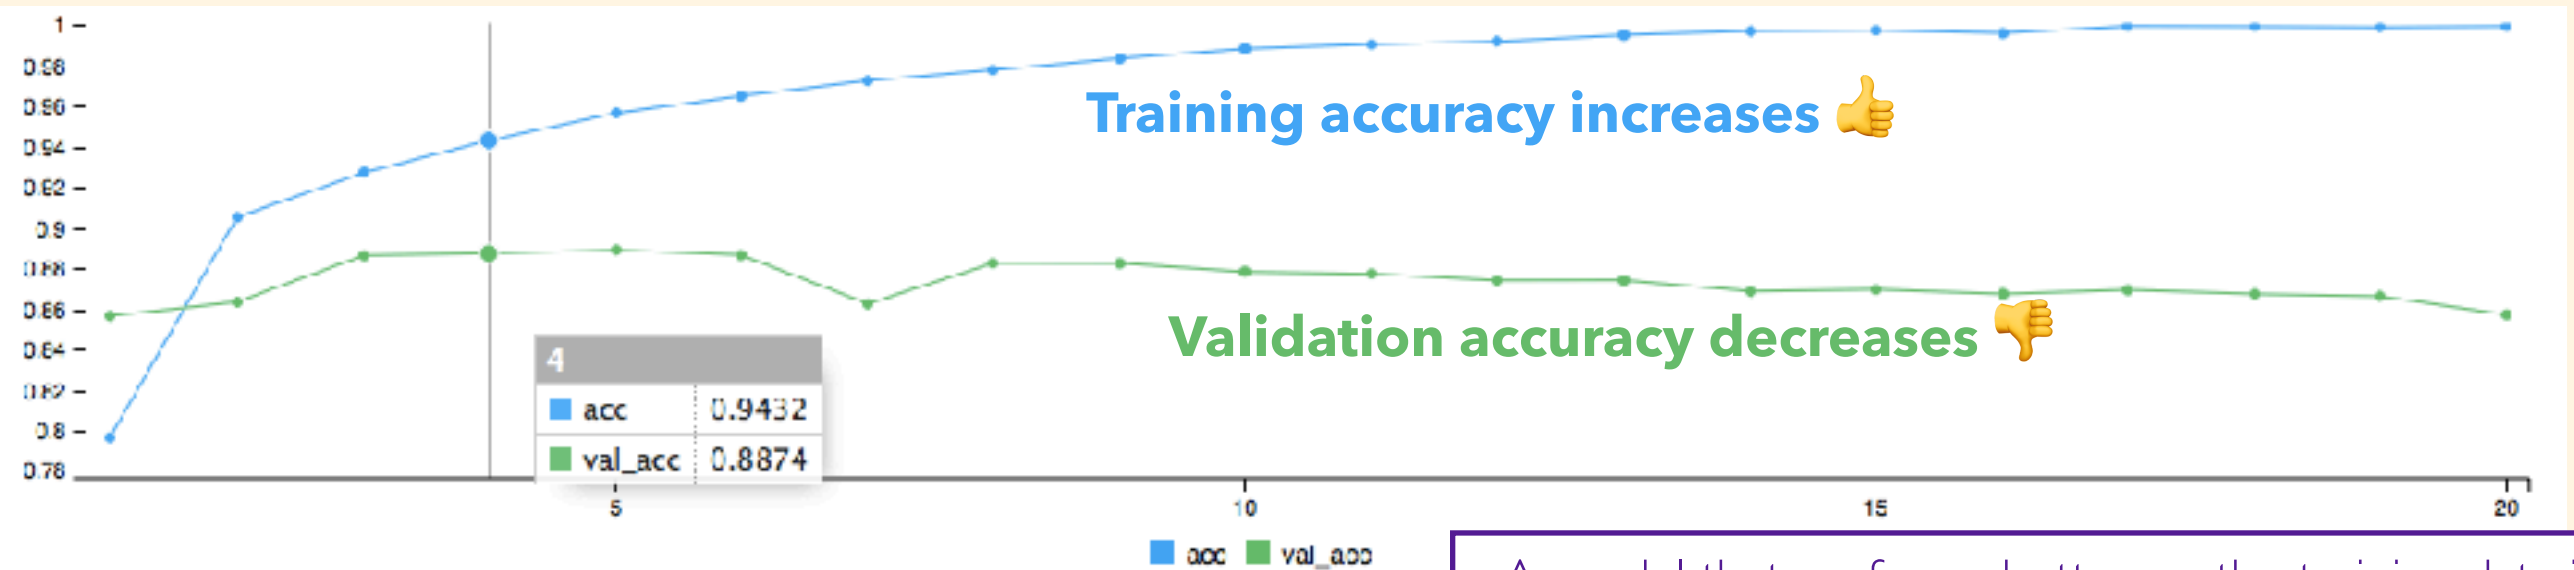 1
0.98
0.96
0.94
0.92
0.9
0.88
0.86
0.84
0.82
0.8
0.78
Training accuracy increases 👍
Validation accuracy decreases 👎
4
acc 0.9432
val_acc 0.8874
5 10 15 20
acc val_acc